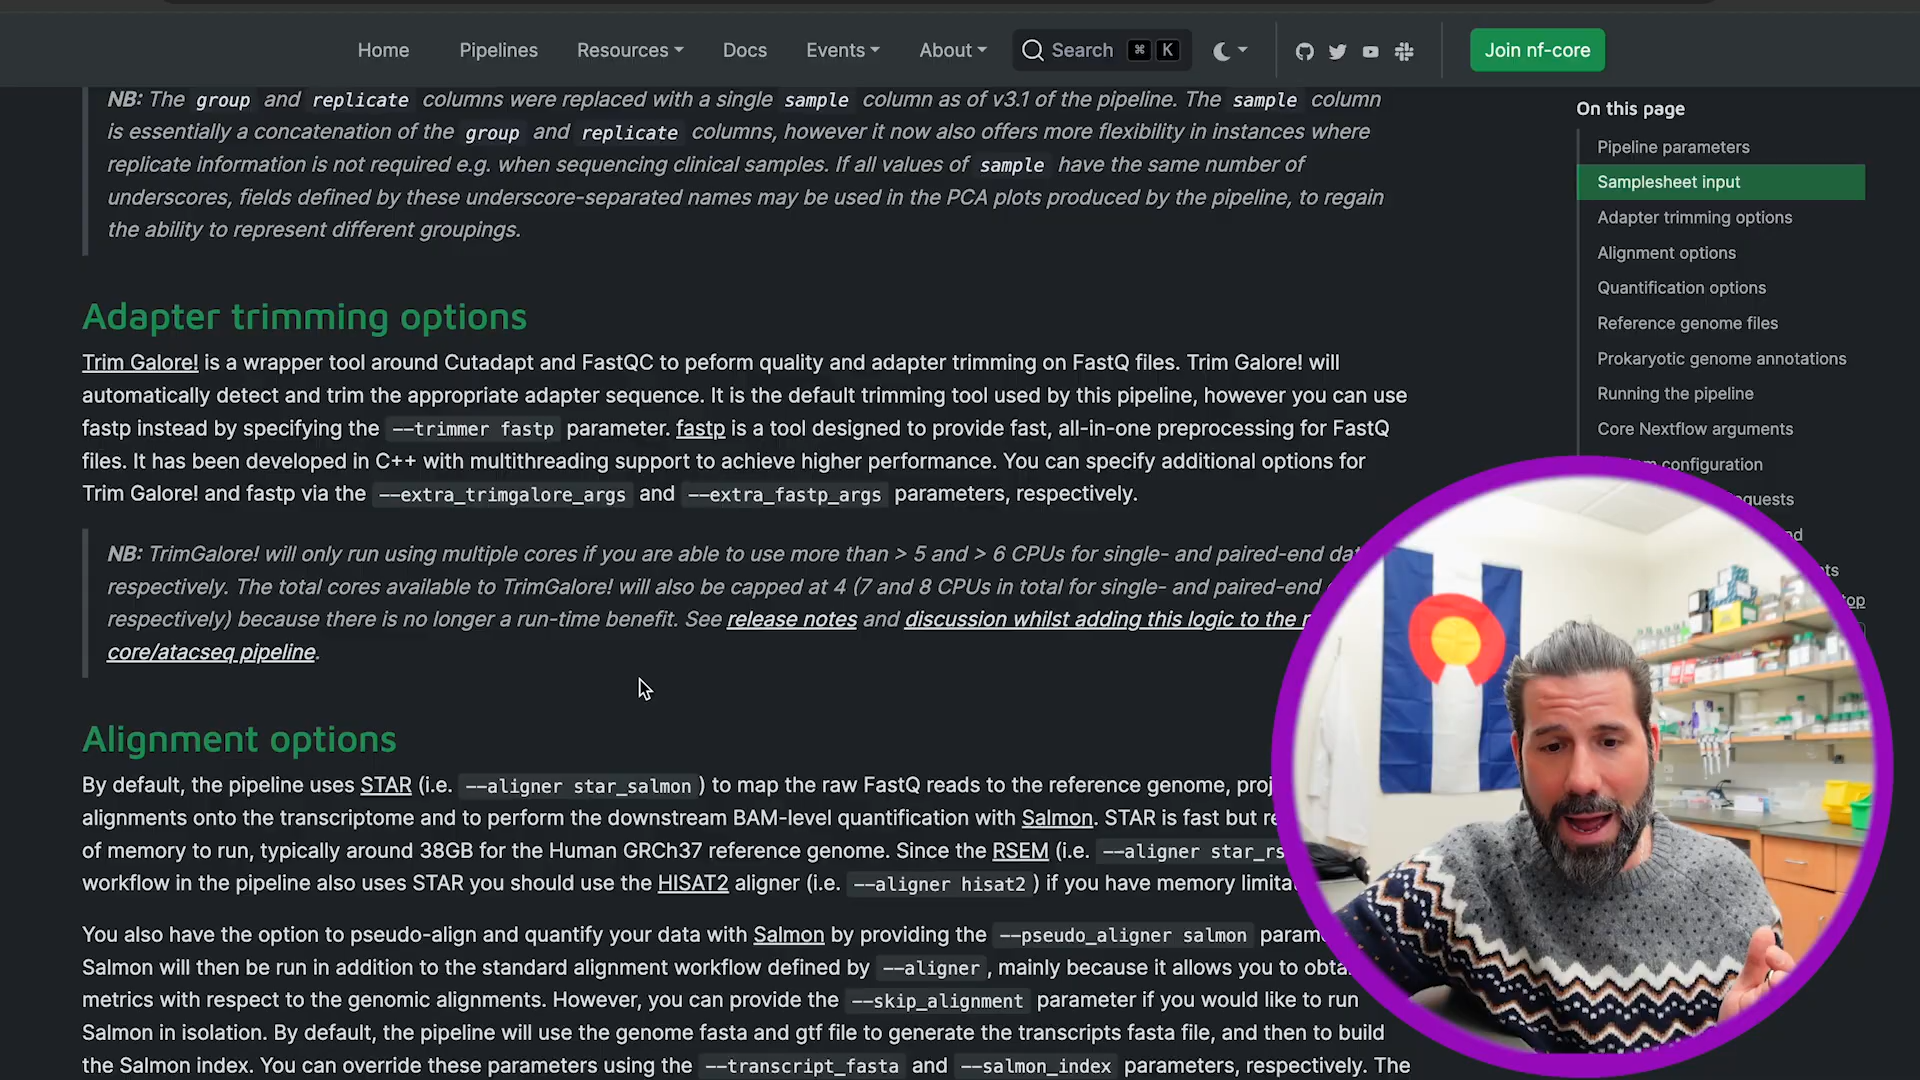 Home Pipelines Resources Docs Events About Search ⌘ K Join nf-core
NB: The group and replicate columns were replaced with a single sample column as of v3.1 of the pipeline. The sample column
is essentially a concatenation of the group and replicate columns, however it now also offers more flexibility in instances where
replicate information is not required e.g. when sequencing clinical samples. If all values of sample have the same number of
underscores, fields defined by these underscore-separated names may be used in the PCA plots produced by the pipeline, to regain
the ability to represent different groupings.
Adapter trimming options
Trim Galore! is a wrapper tool around Cutadapt and FastQC to peform quality and adapter trimming on FastQ files. Trim Galore! will
automatically detect and trim the appropriate adapter sequence. It is the default trimming tool used by this pipeline, however you can use
fastp instead by specifying the --trimmer fastp parameter. fastp is a tool designed to provide fast, all-in-one preprocessing for FastQ
files. It has been developed in C++ with multithreading support to achieve higher performance. You can specify additional options for
Trim Galore! and fastp via the --extra_trimgalore_args and --extra_fastp_args parameters, respectively.
NB: TrimGalore! will only run using multiple cores if you are able to use more than > 5 and > 6 CPUs for single- and paired-end
respectively. The total cores available to TrimGalore! will also be capped at 4 (7 and 8 CPUs in total for single- and paired-end
respectively) because there is no longer a run-time benefit. See release notes and discussion whilst adding this logic to the
core/atacseq pipeline.
Alignment options
By default, the pipeline uses STAR (i.e. --aligner star_salmon ) to map the raw FastQ reads to the reference genome,
alignments onto the transcriptome and to perform the downstream BAM-level quantification with Salmon. STAR is fast but
of memory to run, typically around 38GB for the Human GRCh37 reference genome. Since the RSEM (i.e. --aligner
workflow in the pipeline also uses STAR you should use the HISAT2 aligner (i.e. --aligner hisat2 ) if you have memory
You also have the option to pseudo-align and quantify your data with Salmon by providing the --pseudo_aligner salmon
Salmon will then be run in addition to the standard alignment workflow defined by --aligner , mainly because it allows you to
metrics with respect to the genomic alignments. However, you can provide the --skip_alignment parameter if you would like to run
Salmon in isolation. By default, the pipeline will use the genome fasta and gtf file to generate the transcripts fasta file, and then to build
the Salmon index. You can override these parameters using the --transcript_fasta and --salmon_index parameters, respectively. The
On this page
Pipeline parameters
Samplesheet input
Adapter trimming options
Alignment options
Quantification options
Reference genome files
Prokaryotic genome annotations
Running the pipeline
Core Nextflow arguments
configuration